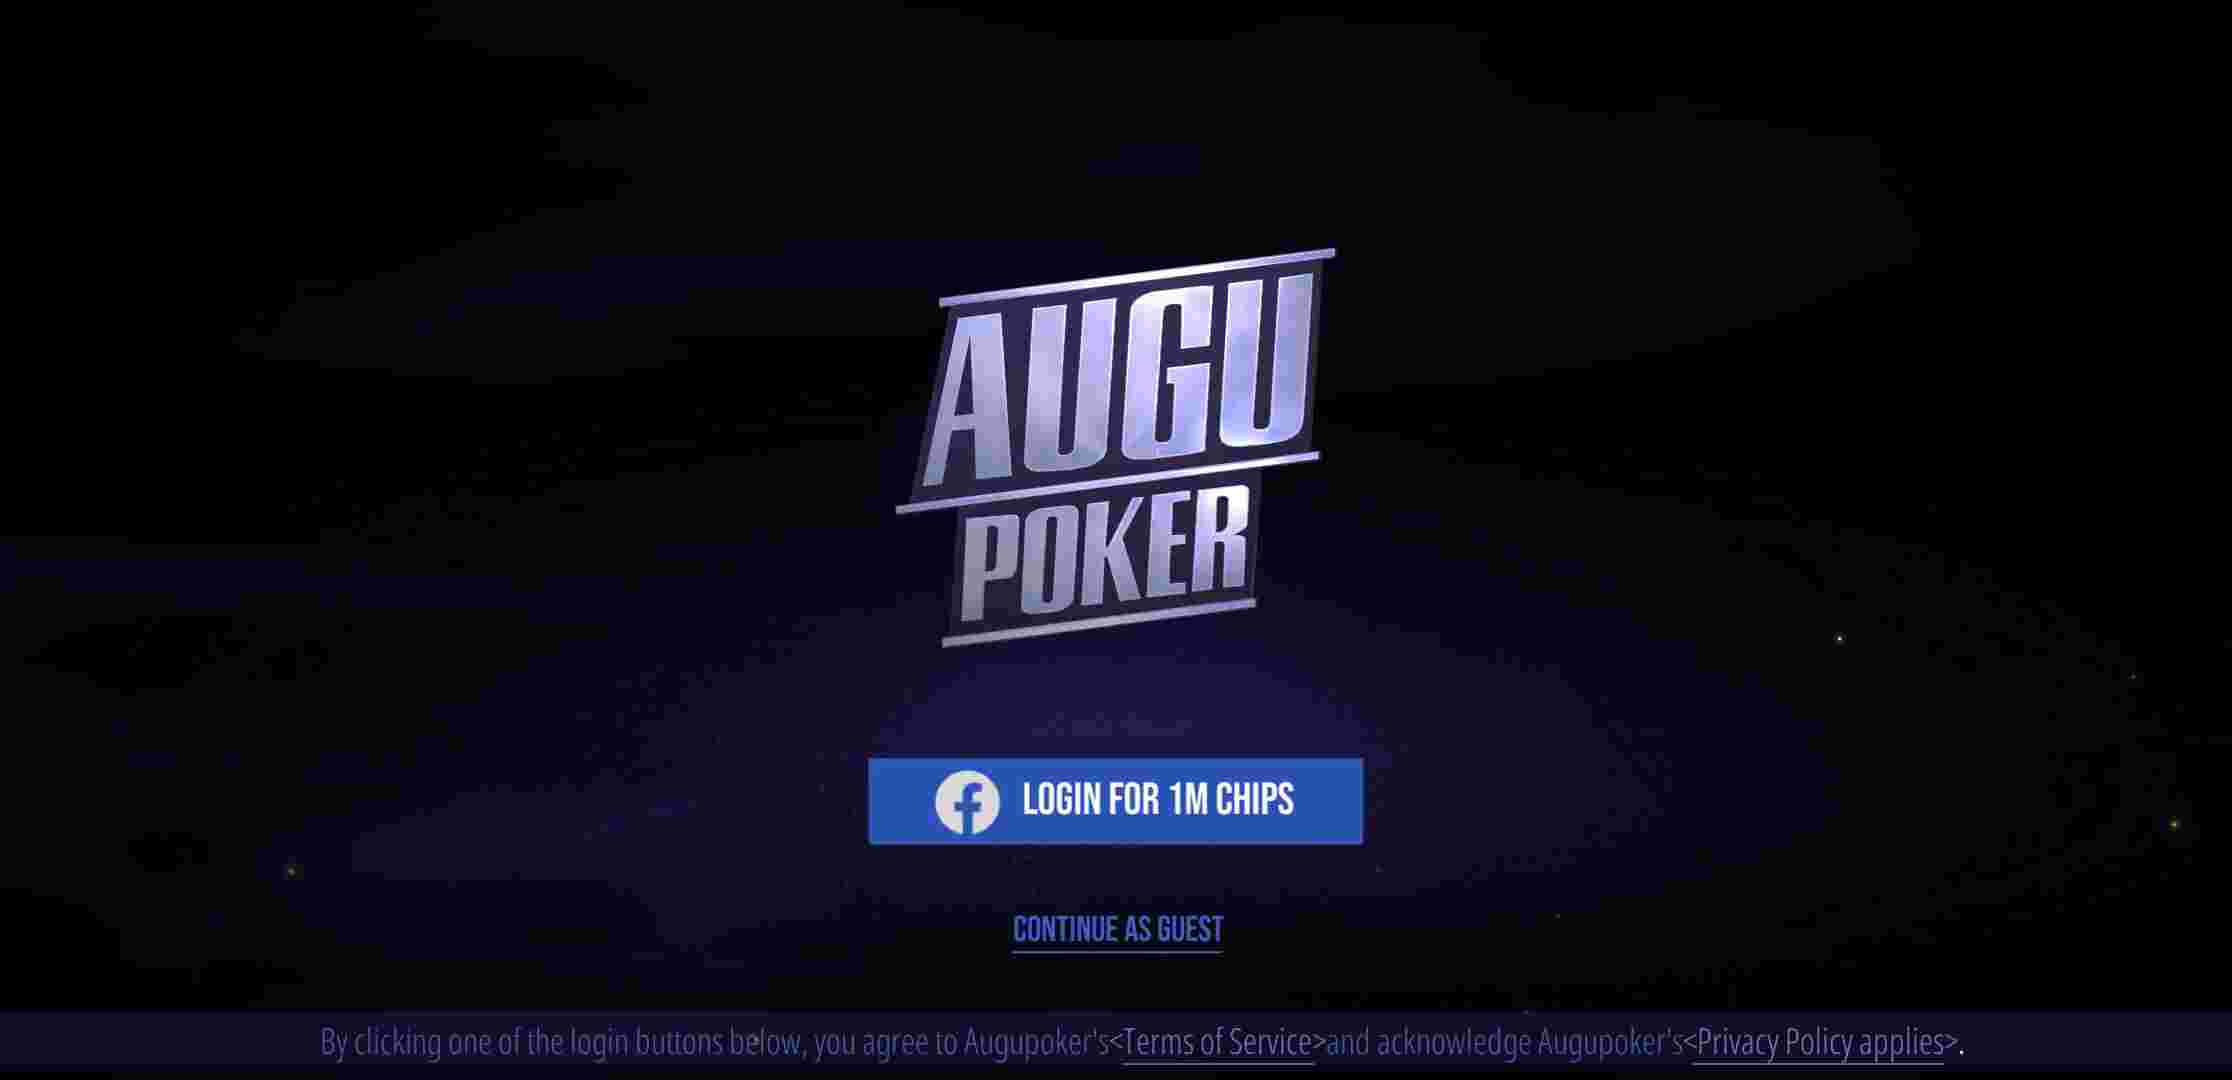 AUGU
POKER
LOGIN FOR 1M CHIPS
CONTINUE AS GUEST
By clicking one of the login buttons below, you agree to Augupoker's<Terms of Service>and acknowledge Augupoker's<Privacy Policy applies>.